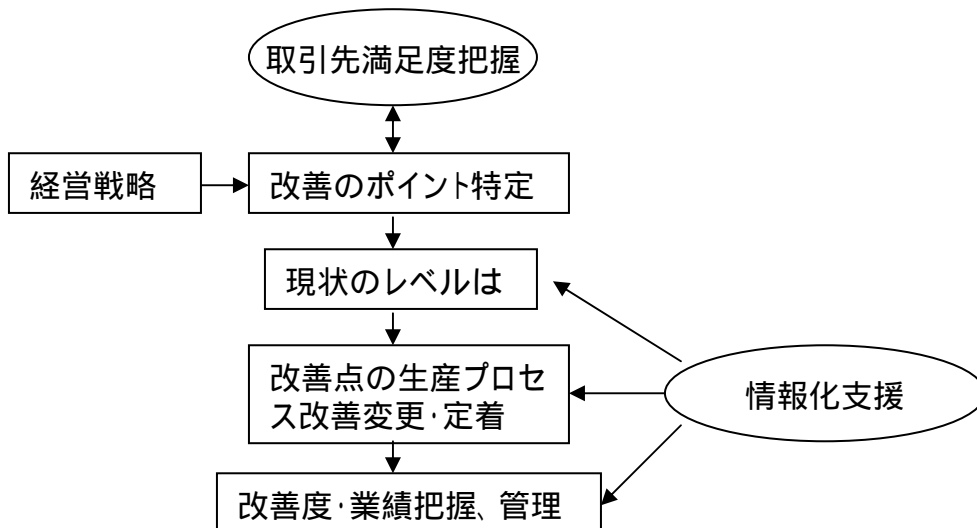 取引先満足度把握
経営戦略
改善のポイント特定
現状のレベルは
改善点の生産プロセ
ス改善変更・定着
情報化支援
改善度・業績把握、管理